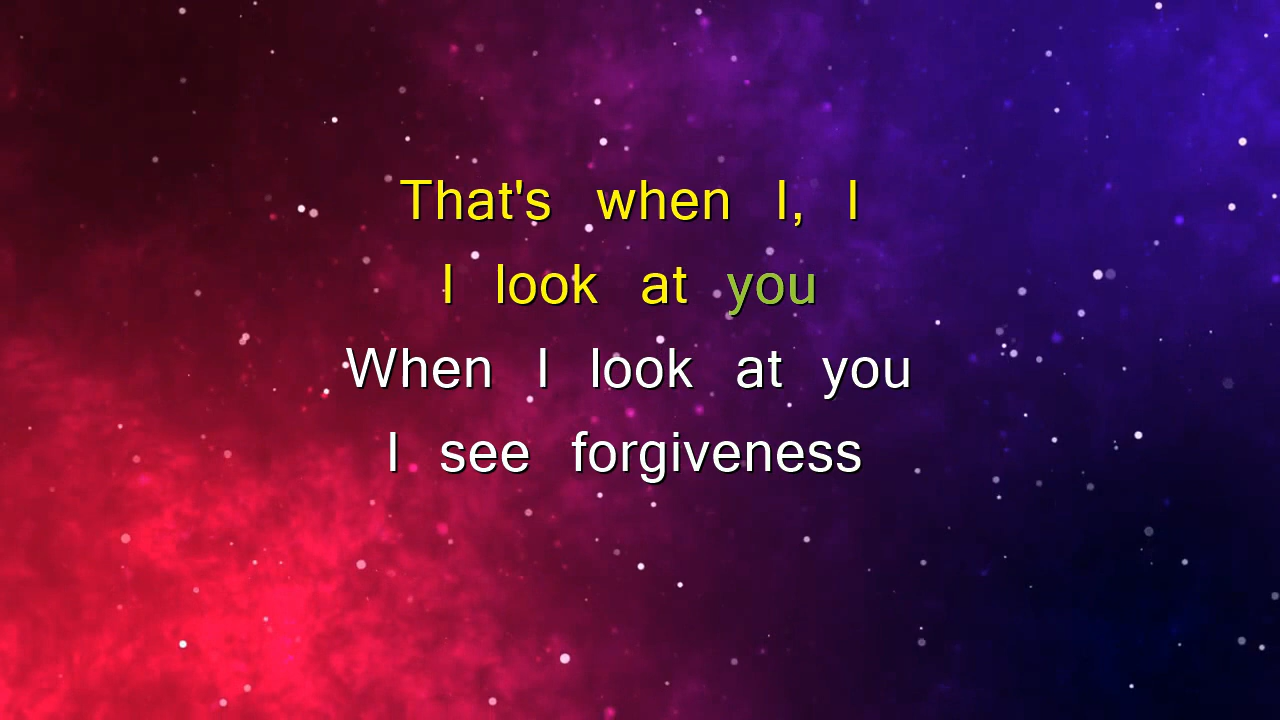 That's when I, I
I look at you
When I look at you
I see forgiveness